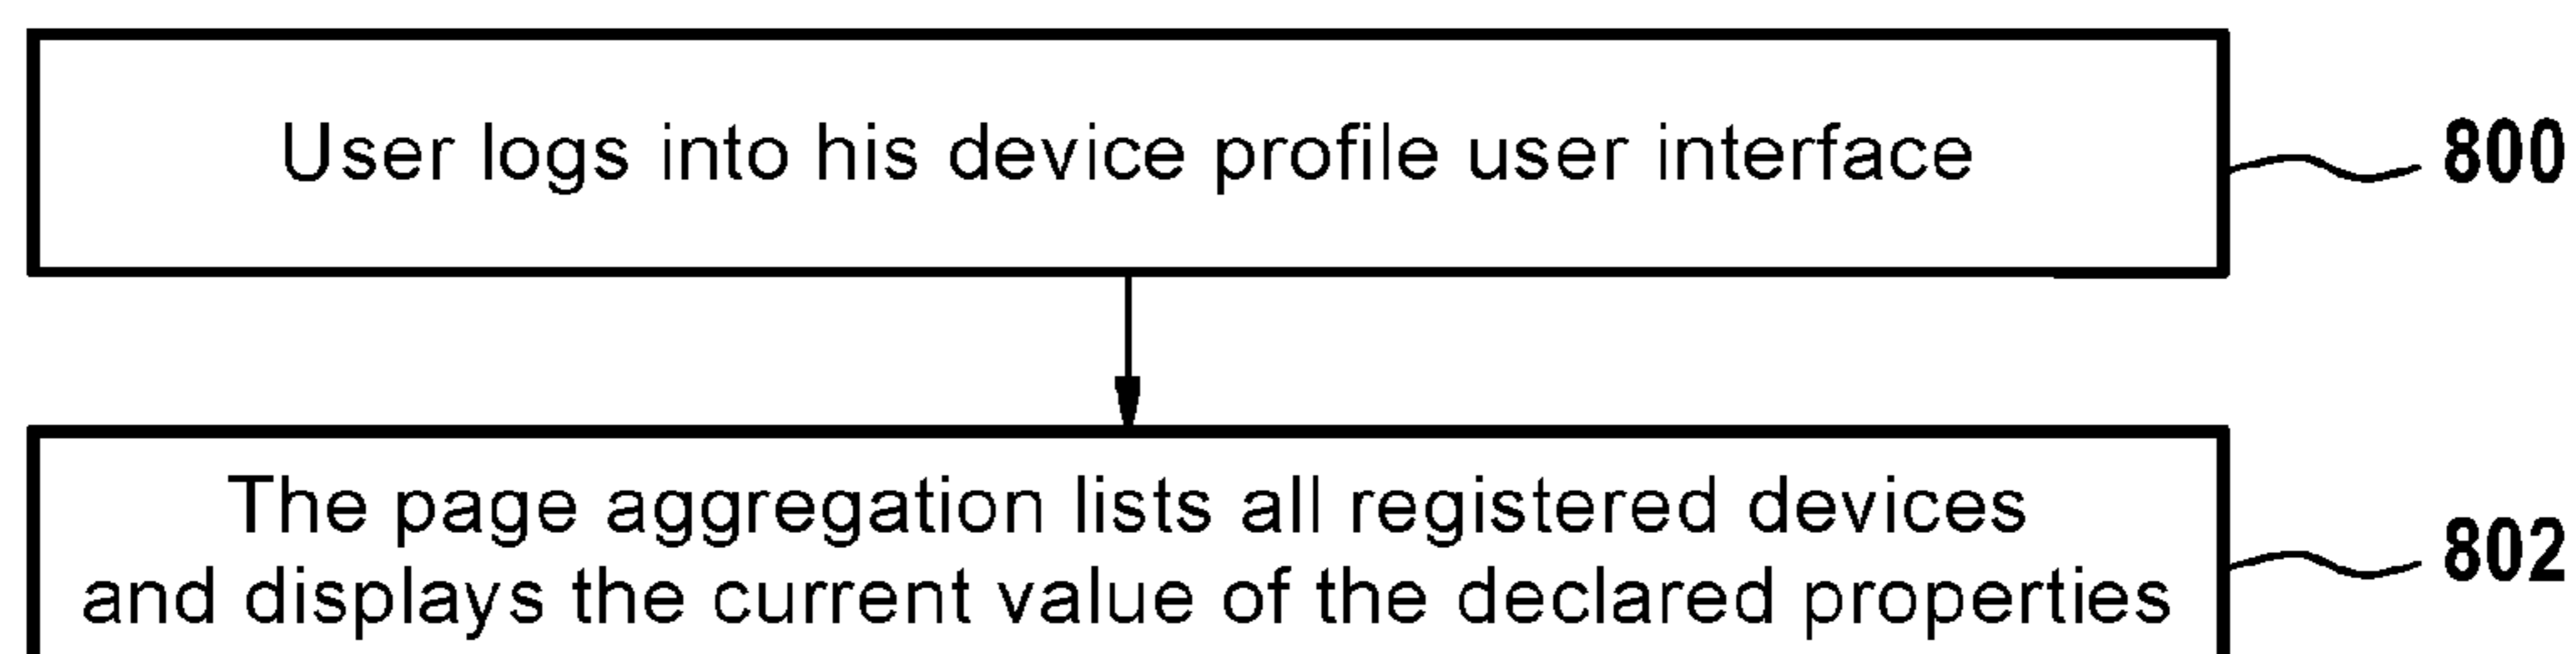 User logs into his device profile user interface
800
The page aggregation lists all registered devices
and displays the current value of the declared properties
802